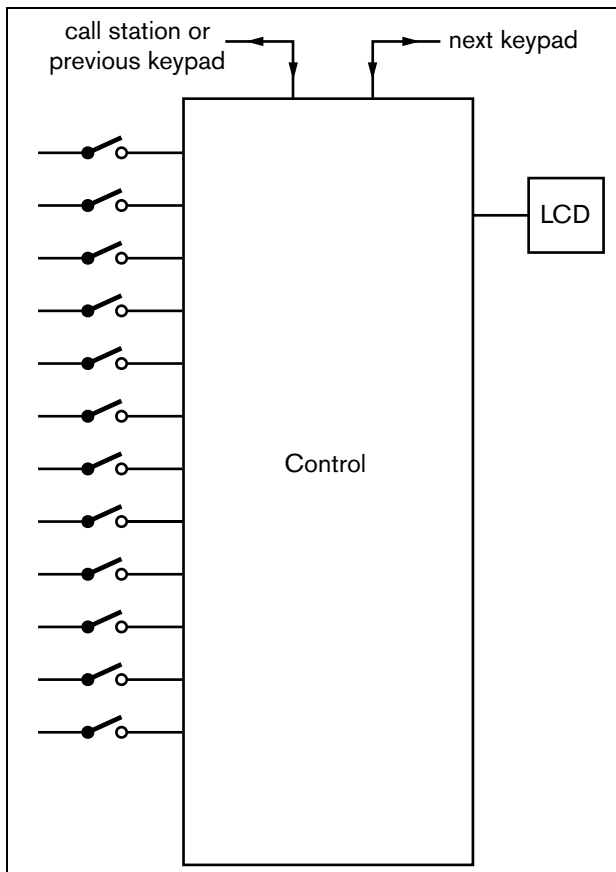 call station or
previous keypad
next keypad
LCD
Control